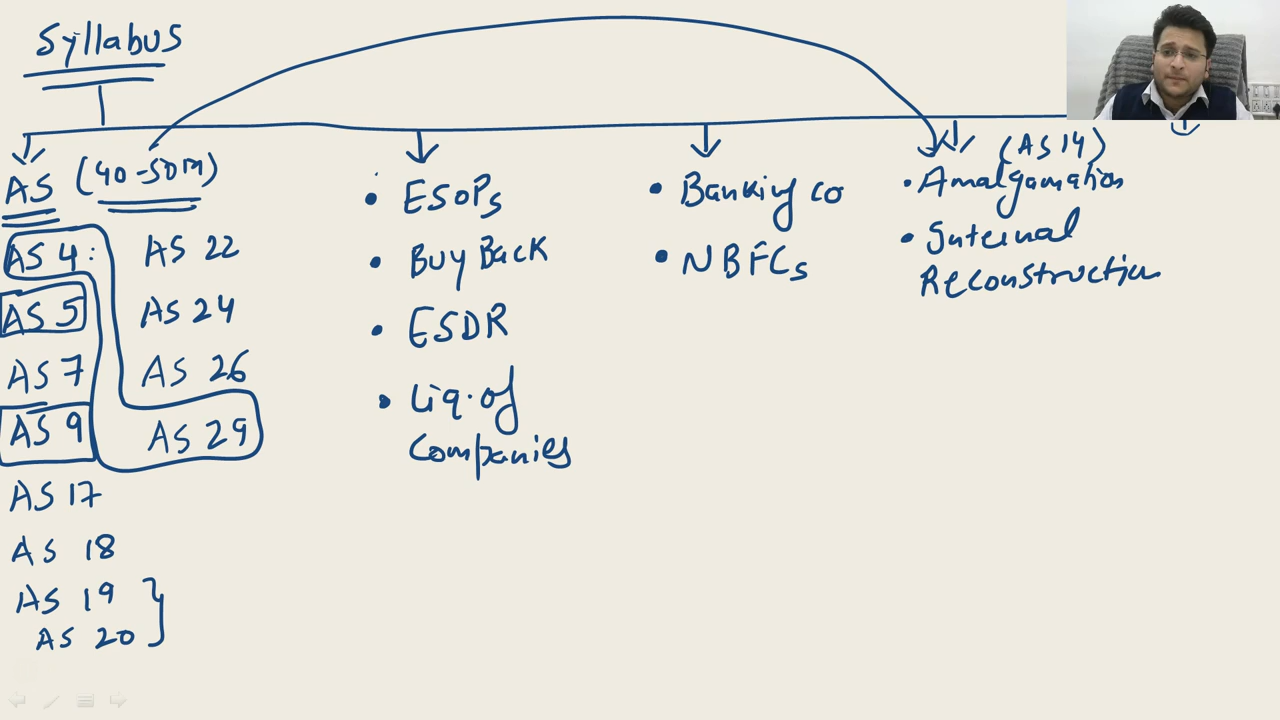 Syllabus
AS (40-50M)
AS 4:
AS 5
AS 7
AS 9
AS 17
AS 18
AS 19
AS 20
AS 22
AS 24
AS 26
AS 29
• ESOPs
• Buy Back
• ESDR
• Liq. of
Companies
• Banking co
• NBFCs
(AS 14)
• Amalgamation
• Internal
Reconstruction